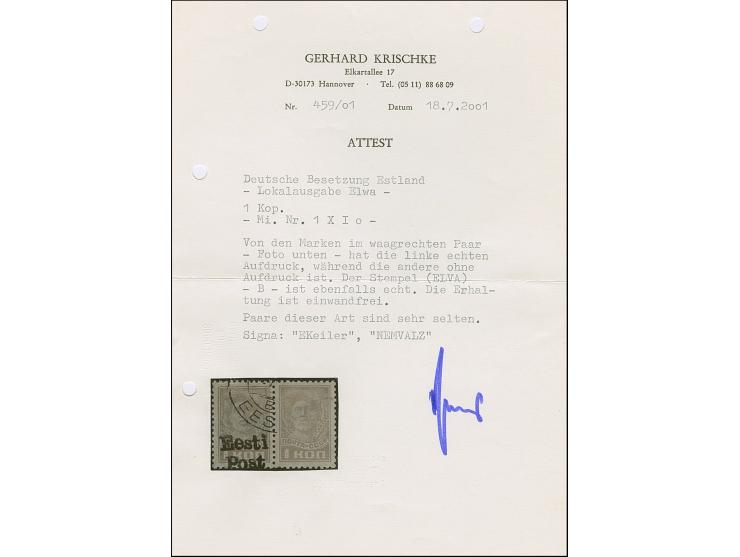 GERHARD KRISCHKE
Elkartallee 17
D-30173 Hannover · Tel. (05 11) 88 68 09
Nr. 459/01 Datum 18.7.2001
ATTEST
Deutsche Besetzung Estland
- Lokalausgabe Elwa -
1 Kop.
- Mi. Nr. 1 X I o -
Von den Marken im waagrechten Paar
- Foto unten - hat die linke echten
Aufdruck, während die andere ohne
Aufdruck ist. Der Stempel (ELVA)
- B - ist ebenfalls echt. Die Erhal-
tung ist einwandfrei.
Paare dieser Art sind sehr selten.
Signa: "EKeiler", "NEMVALZ"
EES
Eesti
Post
1 КОП